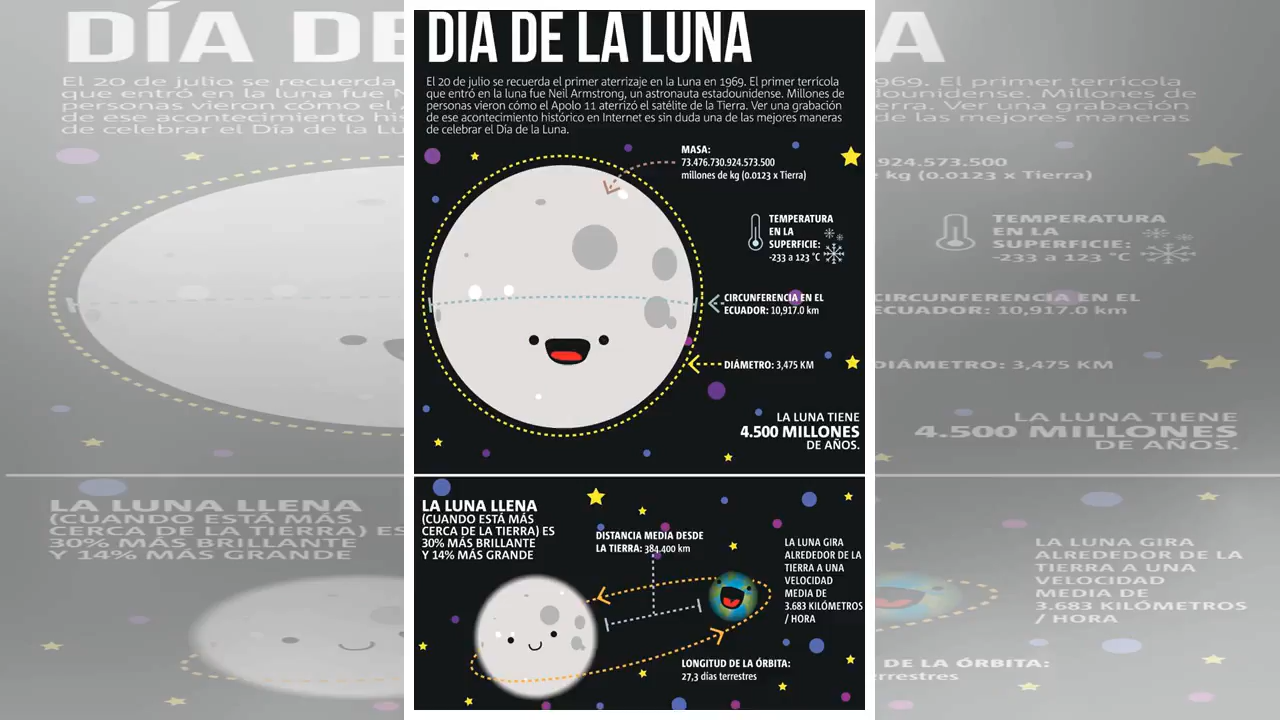 DÍA DE LA LUNA
El 20 de julio se recuerda el primer aterrizaje en la Luna en 1969. El primer terrícola
que entró en la luna fue Neil Armstrong, un astronauta estadounidense. Millones de
personas vieron cómo el Apolo 11 aterrizó el satélite de la Tierra. Ver una grabación
de ese acontecimiento histórico en Internet es sin duda una de las mejores maneras
de celebrar el Día de la Luna.
MASA:
73.476.730.924.573.500
millones de kg (0.0123 x Tierra)
TEMPERATURA
EN LA
SUPERFICIE:
-233 a 123 °C
CIRCUNFERENCIA EN EL
ECUADOR: 10,917.0 km
DIÁMETRO: 3,475 KM
LA LUNA TIENE
4.500 MILLONES
DE AÑOS.
LA LUNA LLENA
(CUANDO ESTÁ MÁS
CERCA DE LA TIERRA) ES
30% MÁS BRILLANTE
Y 14% MÁS GRANDE
DISTANCIA MEDIA DESDE
LA TIERRA: 384,400 km
LA LUNA GIRA
ALREDEDOR DE LA
TIERRA A UNA
VELOCIDAD
MEDIA DE
3.683 KILÓMETROS
/ HORA
LONGITUD DE LA ÓRBITA:
27,3 días terrestres